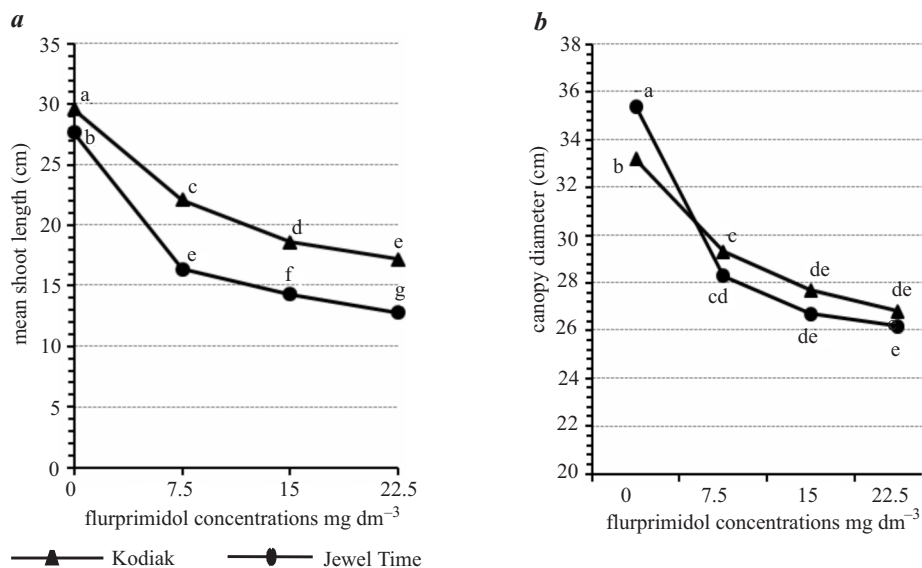 a
35
30
25
20
15
10
5
0
mean shoot length (cm)
a
b
c
d
e
e
f
g
0 7.5 15 22.5
flurprimidol concentrations mg dm⁻³
b
38
36
34
32
30
28
26
24
22
20
canopy diameter (cm)
a
b
c
cd
de
de
de
e
0 7.5 15 22.5
flurprimidol concentrations mg dm⁻³
Kodiak Jewel Time